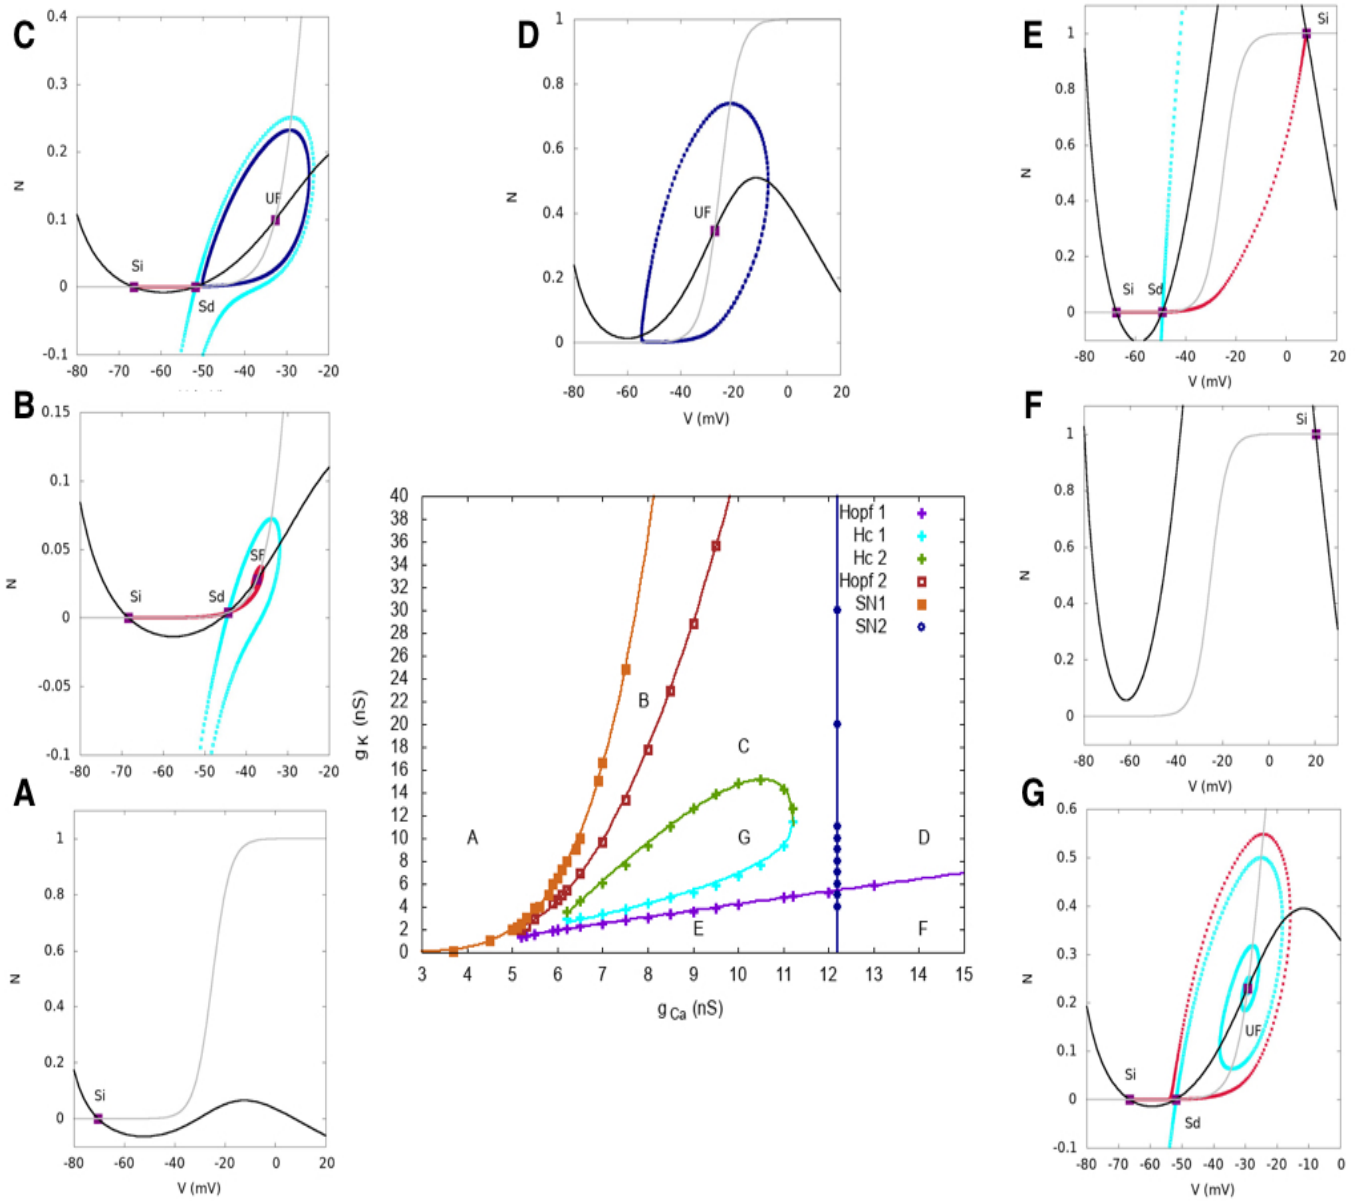 C
0.4
0.3
0.2
0.1
0
-0.1
N
UF
Si
Sd
-80 -70 -60 -50 -40 -30 -20
D
1
0.8
0.6
0.4
0.2
0
N
UF
-80 -60 -40 -20 0 20
V (mV)
E
1
0.8
0.6
0.4
0.2
0
N
Si
Si Sd
-80 -60 -40 -20 0 20
V (mV)
B
0.15
0.1
0.05
0
-0.05
-0.1
N
SF
Si Sd
-80 -70 -60 -50 -40 -30 -20
F
1
0.8
0.6
0.4
0.2
0
N
Si
-80 -60 -40 -20 0 20
V (mV)
40
38
36
34
32
30
28
26
24
22
20
18
16
14
12
10
8
6
4
2
0
g K (nS)
Hopf 1
Hc 1
Hc 2
Hopf 2
SN1
SN2
B
C
A G D
E F
3 4 5 6 7 8 9 10 11 12 13 14 15
g Ca (nS)
A
1
0.8
0.6
0.4
0.2
0
N
Si
-80 -60 -40 -20 0 20
V (mV)
G
0.6
0.5
0.4
0.3
0.2
0.1
0
-0.1
N
UF
Si
Sd
-80 -70 -60 -50 -40 -30 -20 -10 0
V (mV)